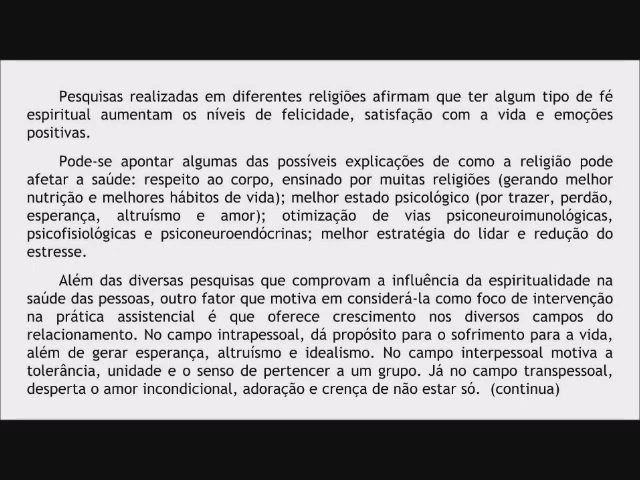 Pesquisas realizadas em diferentes religiões afirmam que ter algum tipo de fé
espiritual aumentam os níveis de felicidade, satisfação com a vida e emoções
positivas.
Pode-se apontar algumas das possíveis explicações de como a religião pode
afetar a saúde: respeito ao corpo, ensinado por muitas religiões (gerando melhor
nutrição e melhores hábitos de vida); melhor estado psicológico (por trazer, perdão,
esperança, altruísmo e amor); otimização de vias psiconeuroimunológicas,
psicofisiológicas e psiconeuroendócrinas; melhor estratégia do lidar e redução do
estresse.
Além das diversas pesquisas que comprovam a influência da espiritualidade na
saúde das pessoas, outro fator que motiva em considerá-la como foco de intervenção
na prática assistencial é que oferece crescimento nos diversos campos do
relacionamento. No campo intrapessoal, dá propósito para o sofrimento para a vida,
além de gerar esperança, altruísmo e idealismo. No campo interpessoal motiva a
tolerância, unidade e o senso de pertencer a um grupo. Já no campo transpessoal,
desperta o amor incondicional, adoração e crença de não estar só. (continua)